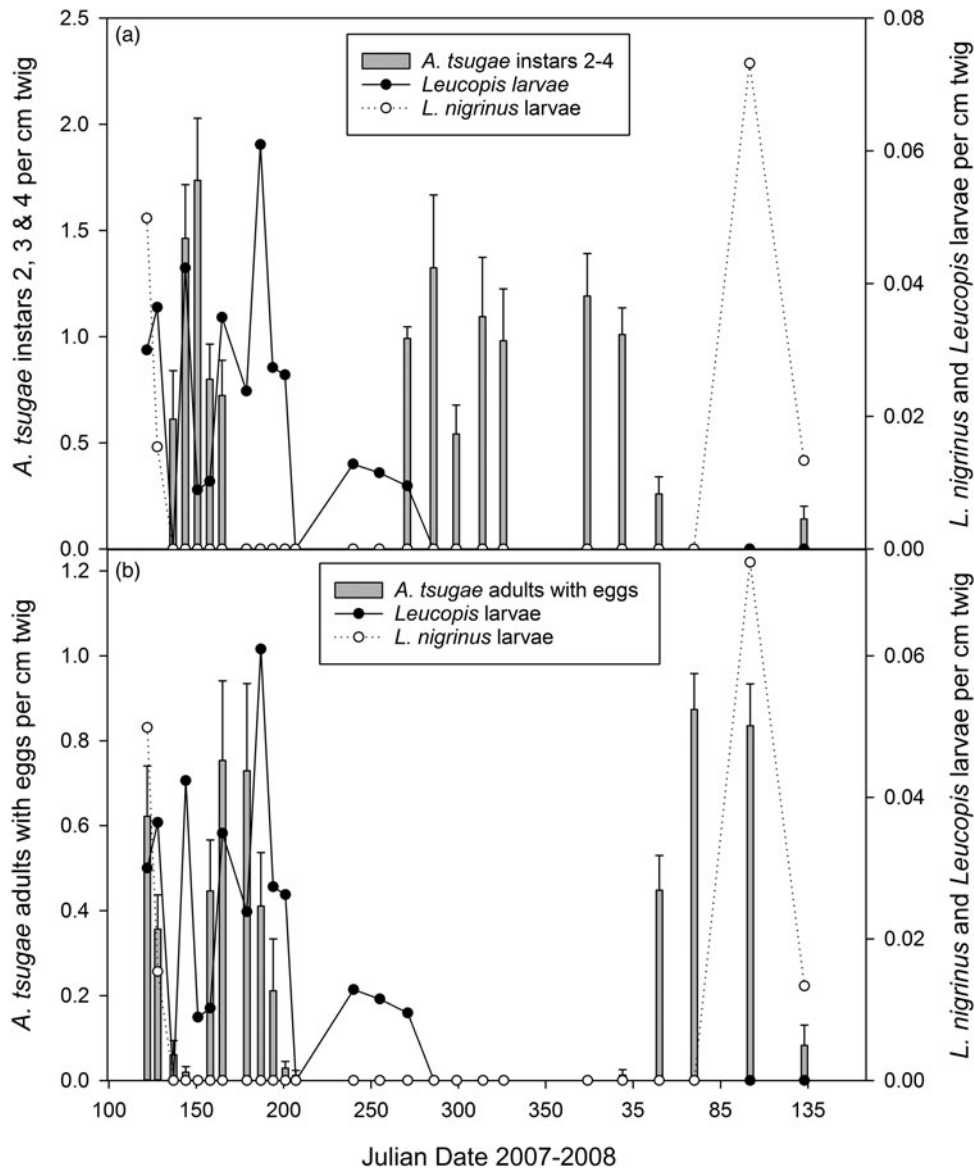 (a)
A. tsugae instars 2-4
Leucopis larvae
L. nigrinus larvae
A. tsugae instars 2, 3 & 4 per cm twig
2.5
2.0
1.5
1.0
0.5
0.0
L. nigrinus and Leucopis larvae per cm twig
0.08
0.06
0.04
0.02
0.00
(b)
A. tsugae adults with eggs
Leucopis larvae
L. nigrinus larvae
A. tsugae adults with eggs per cm twig
1.2
1.0
0.8
0.6
0.4
0.2
0.0
L. nigrinus and Leucopis larvae per cm twig
0.06
0.04
0.02
0.00
100 150 200 250 300 350 35 85 135
Julian Date 2007-2008